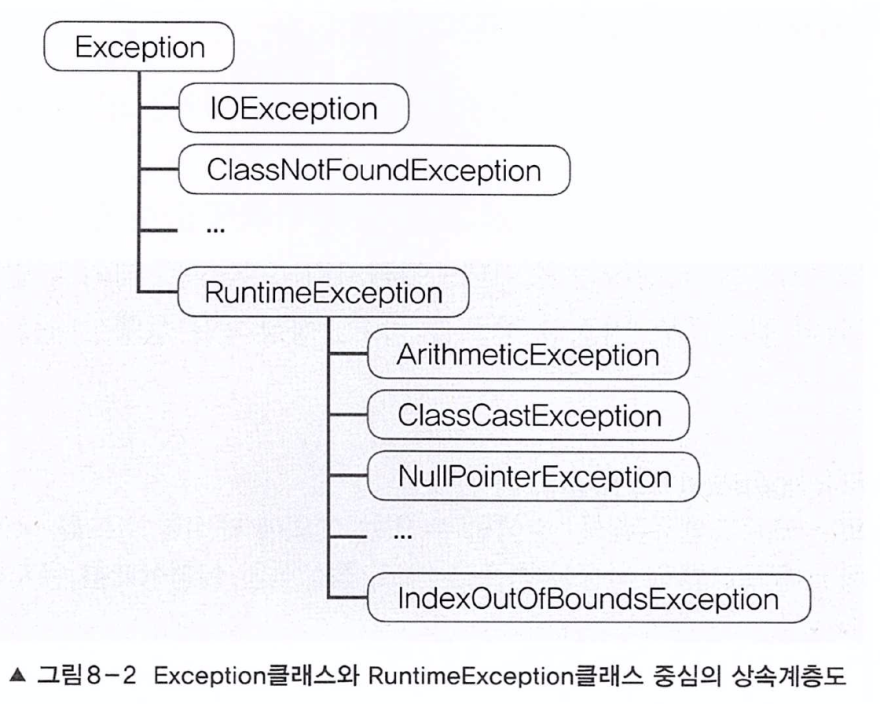 Exception
IOException
ClassNotFoundException
...
RuntimeException
ArithmeticException
ClassCastException
NullPointerException
...
IndexOutOfBoundsException
▲ 그림8-2 Exception클래스와 RuntimeException클래스 중심의 상속계층도